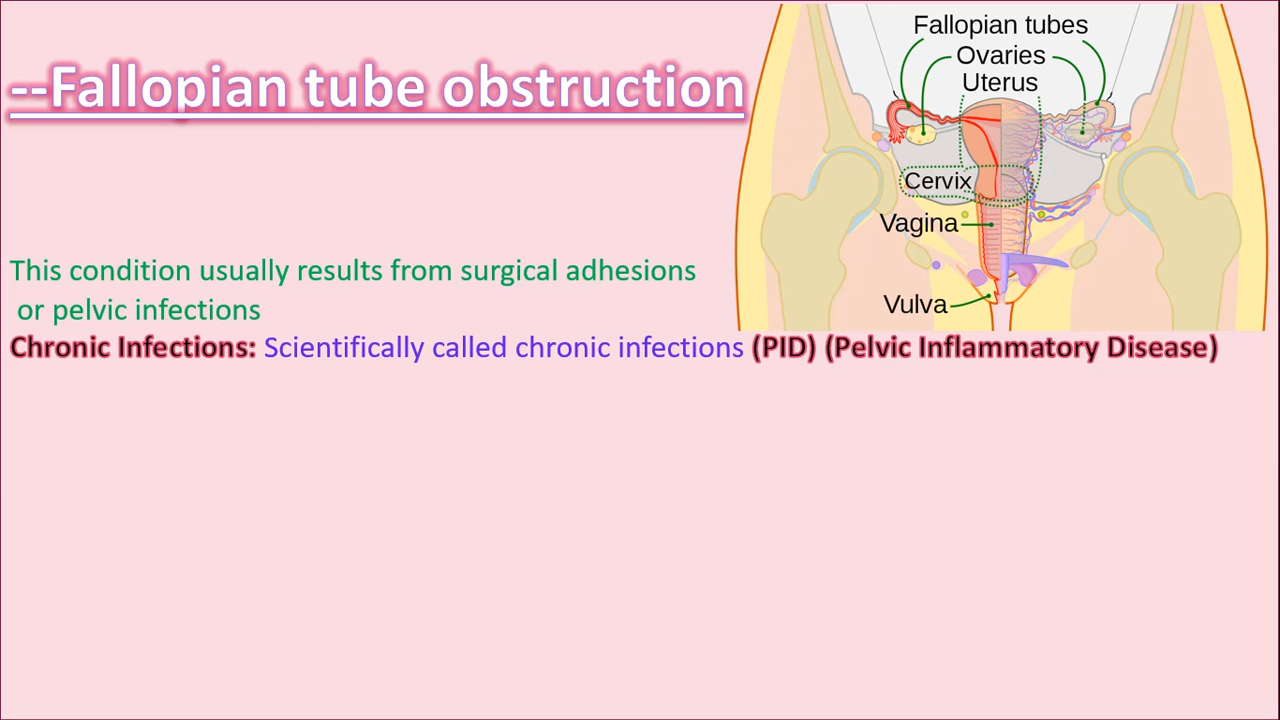 --Fallopian tube obstruction
Fallopian tubes
Ovaries
Uterus
Cervix
Vagina
Vulva
This condition usually results from surgical adhesions
or pelvic infections
Chronic Infections: Scientifically called chronic infections (PID) (Pelvic Inflammatory Disease)